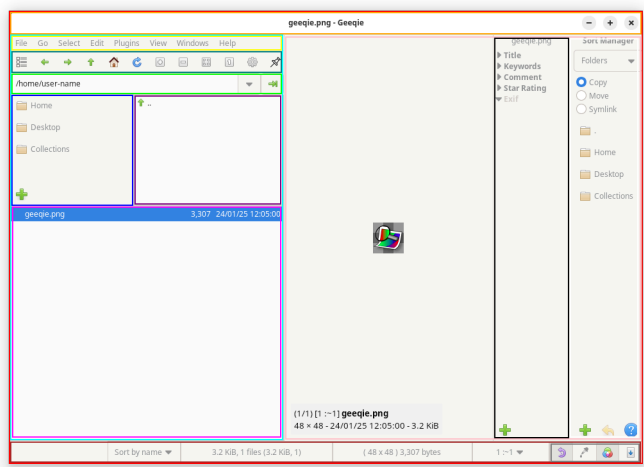 geeqie.png - Geeqie
File Go Select Edit Plugins View Windows Help
/home/user-name
Home
Desktop
Collections
..
geeqie.png 3,307 24/01/25 12:05:00
(1/1) [1 :~1] geeqie.png
48 × 48 - 24/01/25 12:05:00 - 3.2 KiB
geeqie.png
Title
Keywords
Comment
Star Rating
Exif
Sort Manager
Folders
Copy
Move
Symlink
.
Home
Desktop
Collections
Sort by name
3.2 KiB, 1 files (3.2 KiB, 1)
( 48 x 48 ) 3,307 bytes
1 :~1